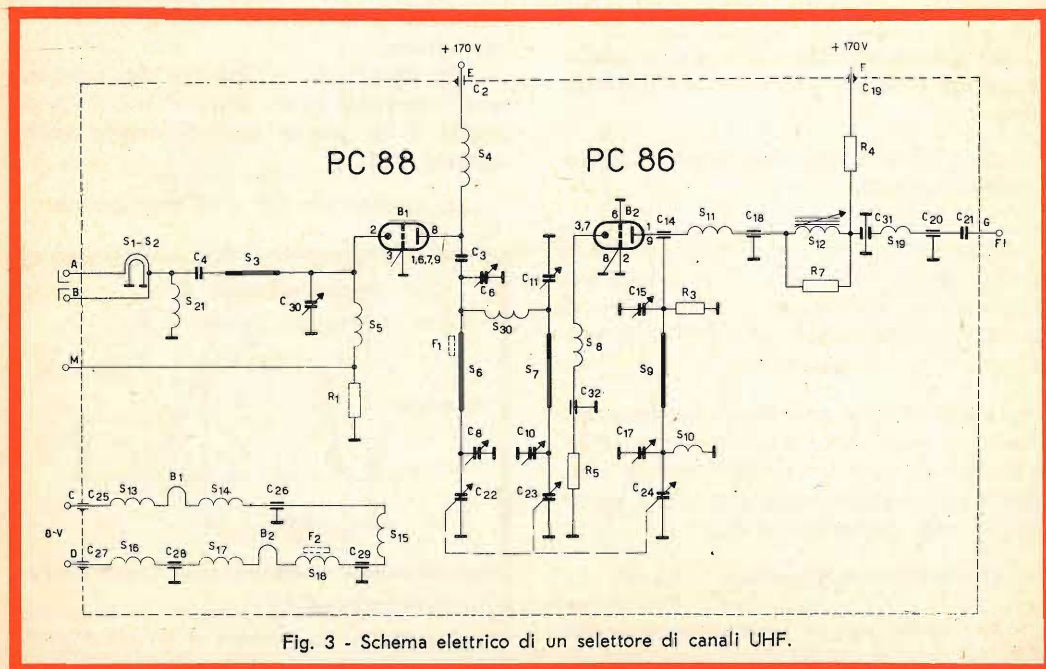 + 170 V
+ 170 V
E
C2
F
C19
S4
R4
PC 88
PC 86
B1
2
8
3
1,6,7,9
3,7
6
B2
1
9
8
2
C14
S11
C18
S12
C31
S19
C20
C21
G
FI
R7
S1-S2
A
B
C4
S3
S21
C30
S5
M
R1
C3
C6
C11
S30
F1
S6
S7
S8
C32
R5
C15
R3
S9
C8
C10
C17
S10
C22
C23
C24
C
C25
S13
B1
S14
C26
8~V
S15
D
C27
S16
C28
S17
B2
F2
S18
C29
Fig. 3 - Schema elettrico di un selettore di canali UHF.